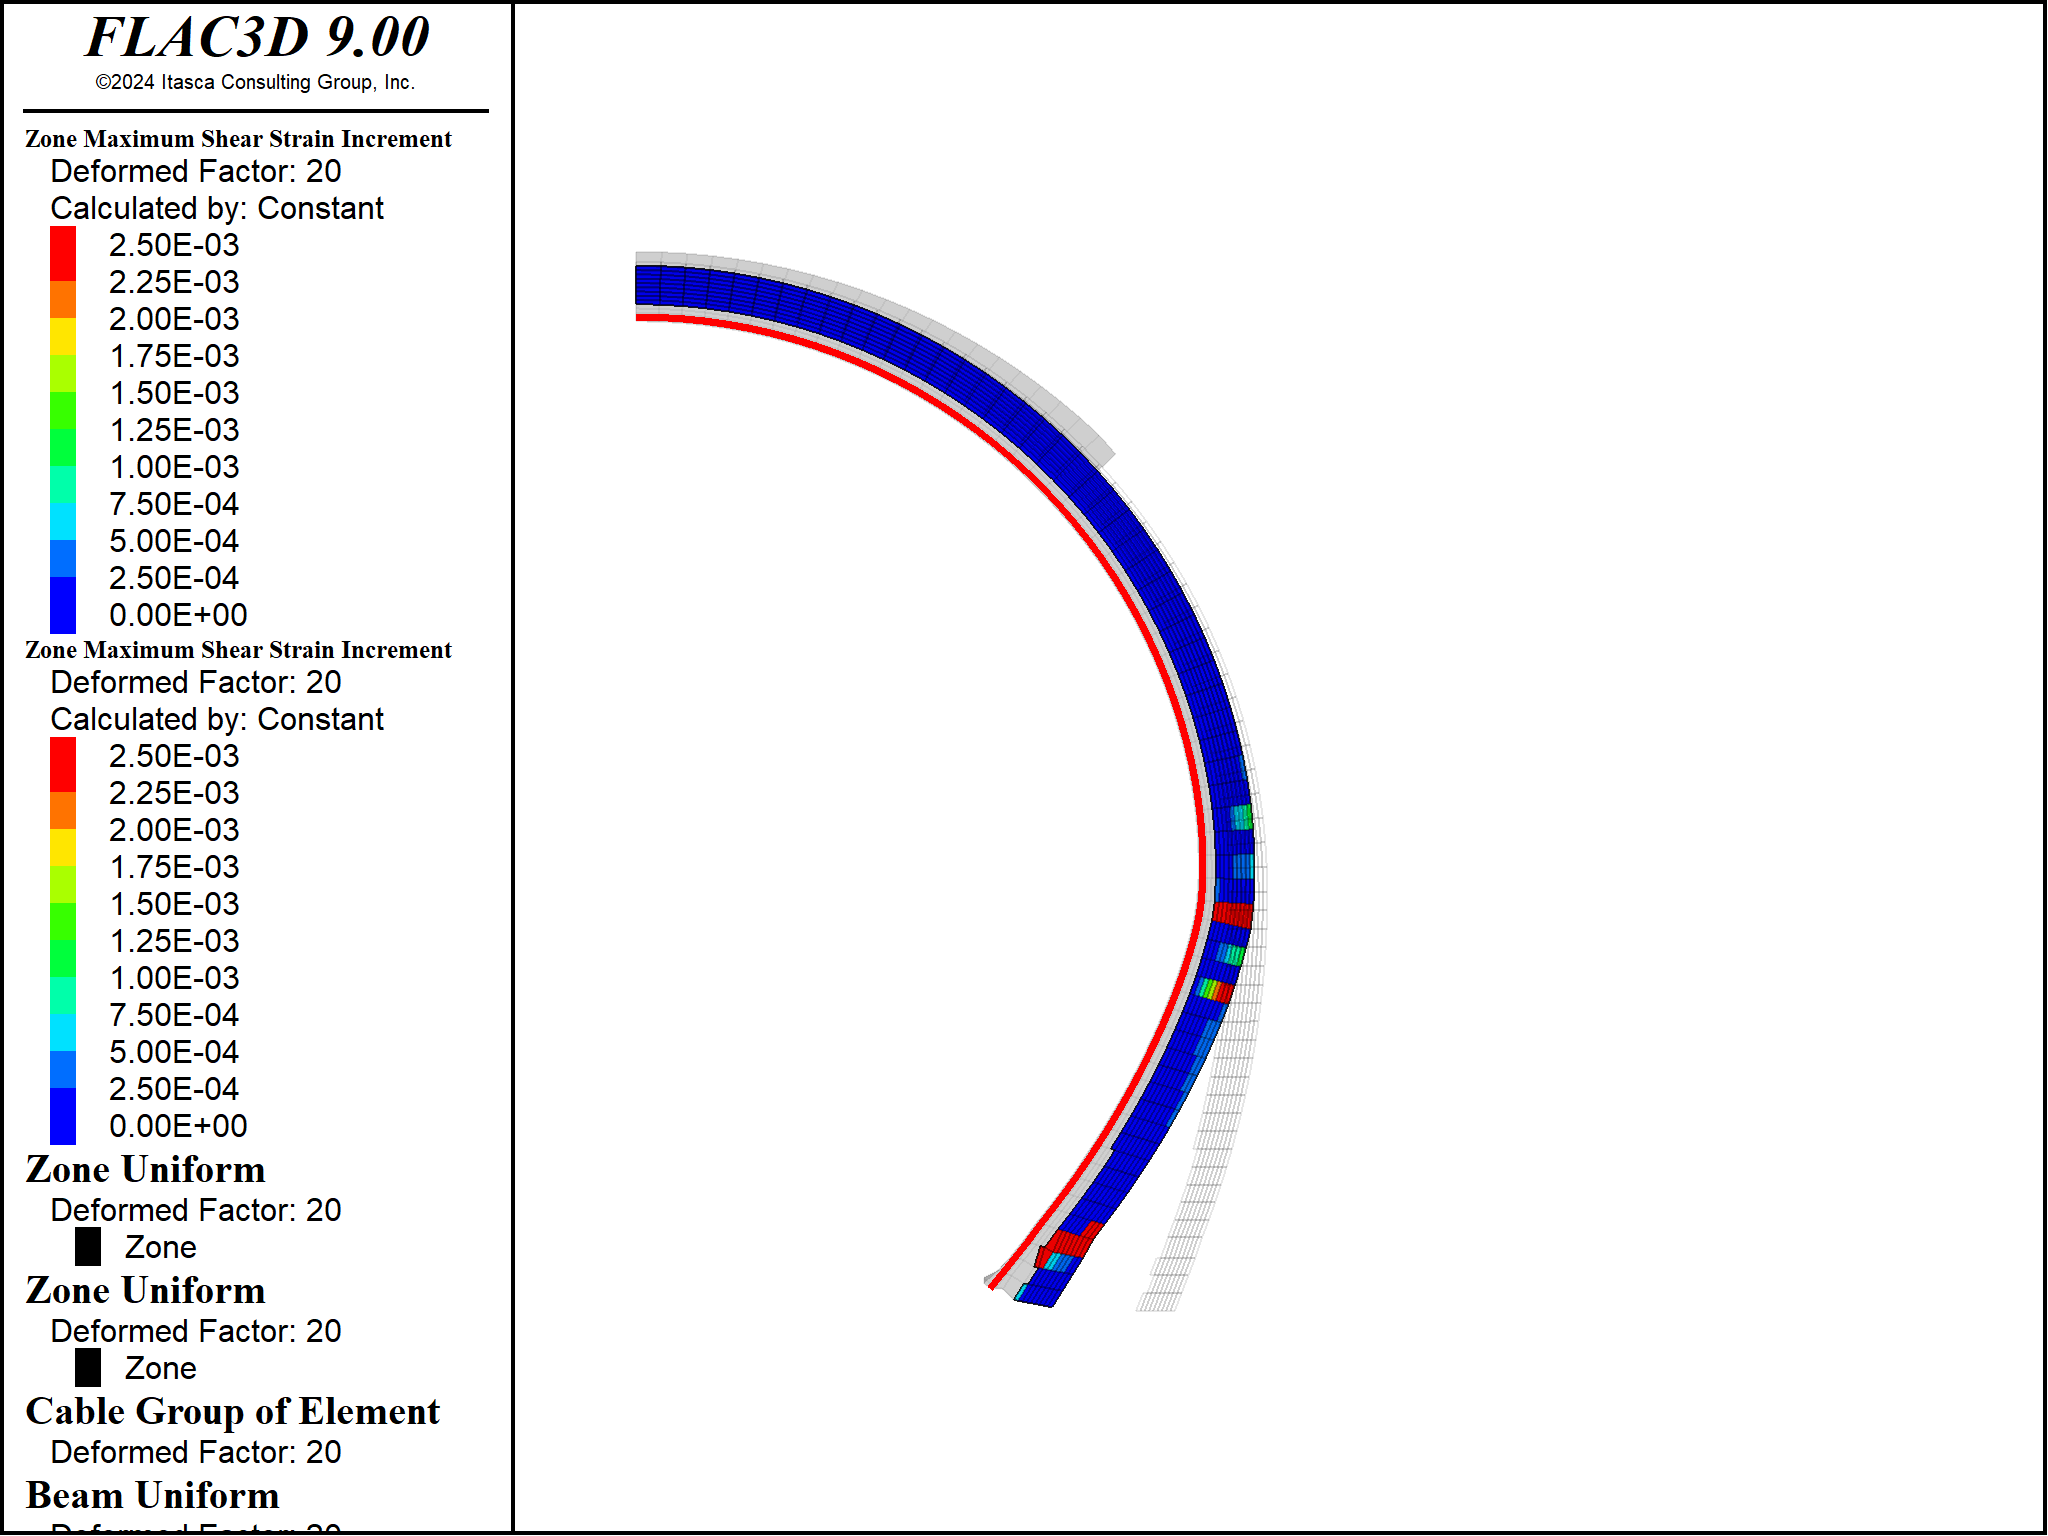 FLAC3D 9.00
©2024 Itasca Consulting Group, Inc.
Zone Maximum Shear Strain Increment
Deformed Factor: 20
Calculated by: Constant
2.50E-03
2.25E-03
2.00E-03
1.75E-03
1.50E-03
1.25E-03
1.00E-03
7.50E-04
5.00E-04
2.50E-04
0.00E+00
Zone Maximum Shear Strain Increment
Deformed Factor: 20
Calculated by: Constant
2.50E-03
2.25E-03
2.00E-03
1.75E-03
1.50E-03
1.25E-03
1.00E-03
7.50E-04
5.00E-04
2.50E-04
0.00E+00
Zone Uniform
Deformed Factor: 20
Zone
Zone Uniform
Deformed Factor: 20
Zone
Cable Group of Element
Deformed Factor: 20
Beam Uniform
Deformed Factor: 20